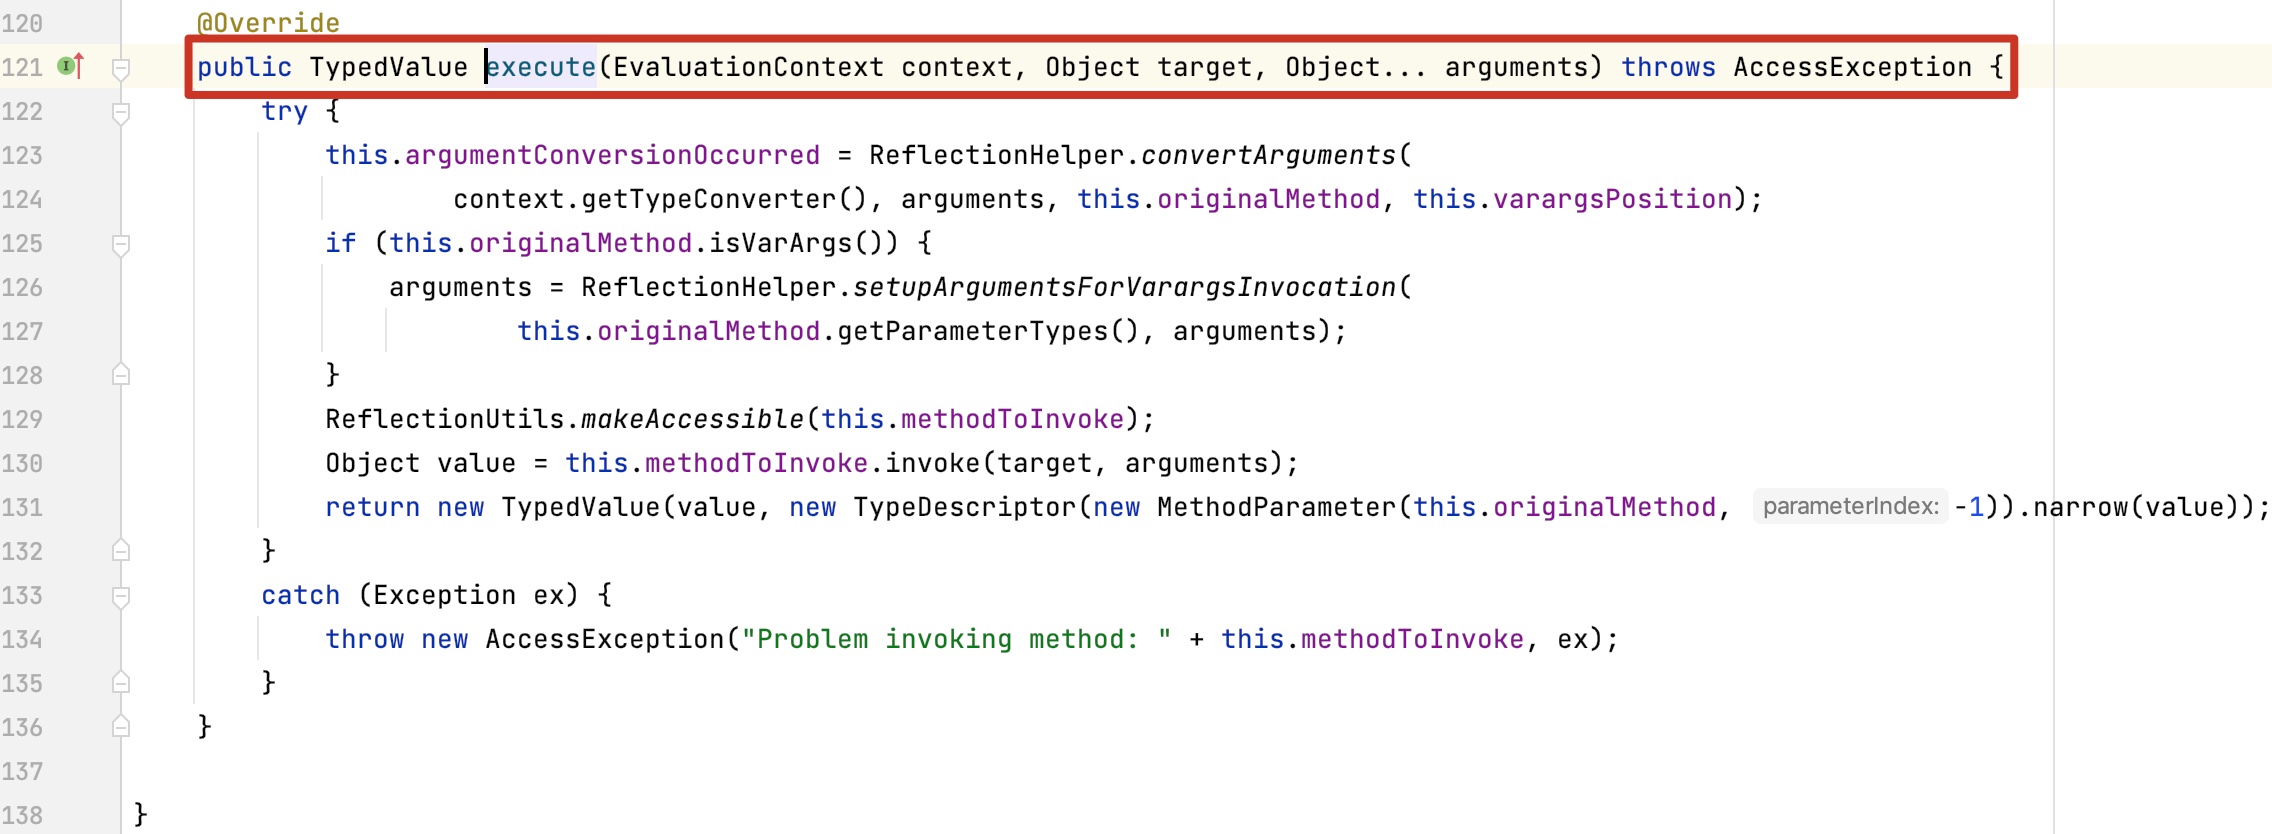 120 @Override
121 public TypedValue execute(EvaluationContext context, Object target, Object... arguments) throws AccessException {
122 try {
123 this.argumentConversionOccurred = ReflectionHelper.convertArguments(
124 context.getTypeConverter(), arguments, this.originalMethod, this.varargsPosition);
125 if (this.originalMethod.isVarArgs()) {
126 arguments = ReflectionHelper.setupArgumentsForVarargsInvocation(
127 this.originalMethod.getParameterTypes(), arguments);
128 }
129 ReflectionUtils.makeAccessible(this.methodToInvoke);
130 Object value = this.methodToInvoke.invoke(target, arguments);
131 return new TypedValue(value, new TypeDescriptor(new MethodParameter(this.originalMethod, parameterIndex: -1)).narrow(value));
132 }
133 catch (Exception ex) {
134 throw new AccessException("Problem invoking method: " + this.methodToInvoke, ex);
135 }
136 }
137
138 }